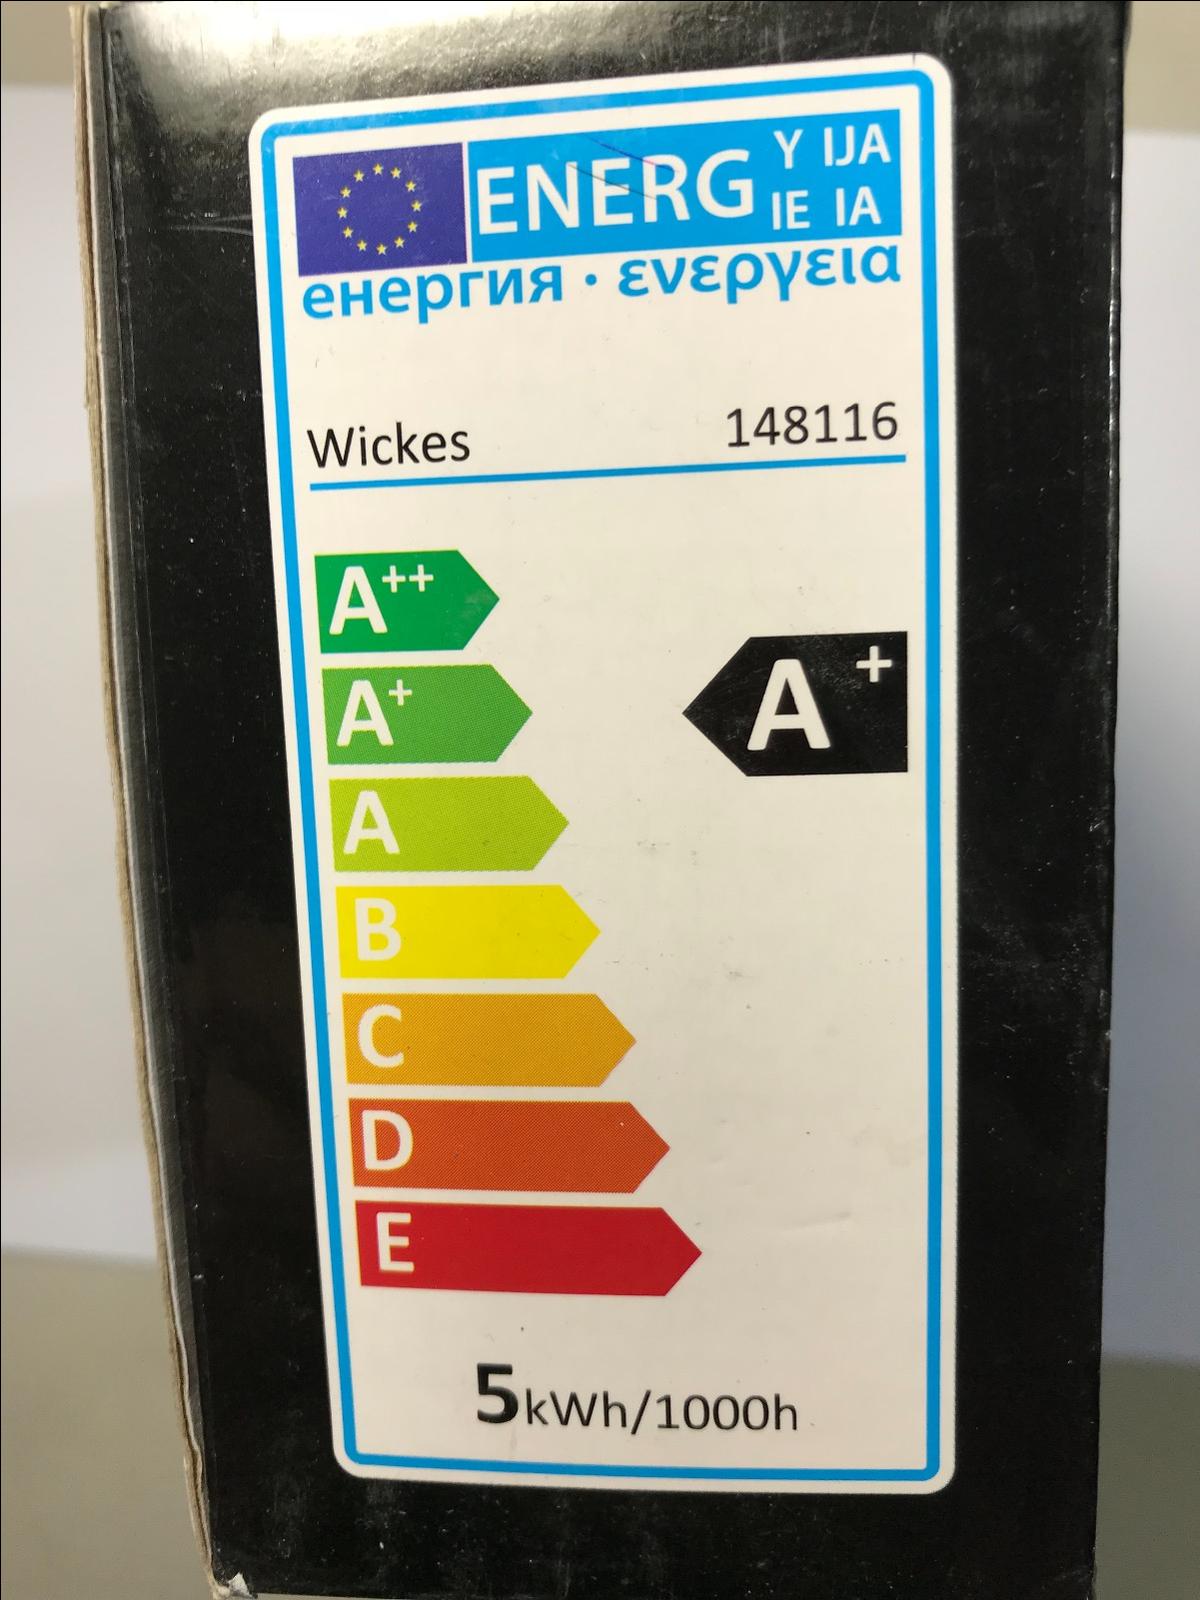 ENERG Y IJA
IE IA
енергия · ενεργεια
Wickes 148116
A++
A+
A+
A
B
C
D
E
5kWh/1000h